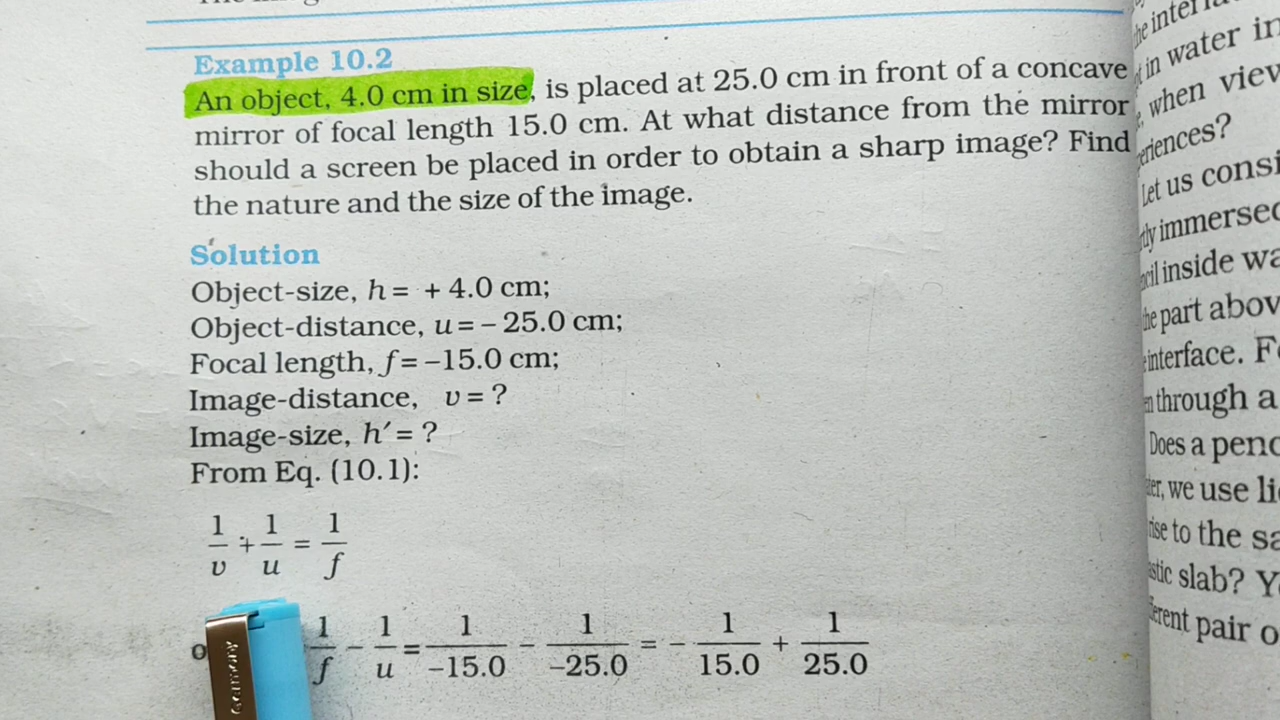 Example 10.2
An object, 4.0 cm in size, is placed at 25.0 cm in front of a concave
mirror of focal length 15.0 cm. At what distance from the mirror
should a screen be placed in order to obtain a sharp image? Find
the nature and the size of the image.
Solution
Object-size, h = + 4.0 cm;
Object-distance, u = – 25.0 cm;
Focal length, f = –15.0 cm;
Image-distance, v = ?
Image-size, h′ = ?
From Eq. (10.1):
1/v + 1/u = 1/f
1/f − 1/u = 1/−15.0 − 1/−25.0 = − 1/15.0 + 1/25.0
Germany
in water in
when view
Let us consi
immersed
inside wa
the part abov
interface. F
through a
Does a penc
we use li
rise to the sa
slab? Y
pair o